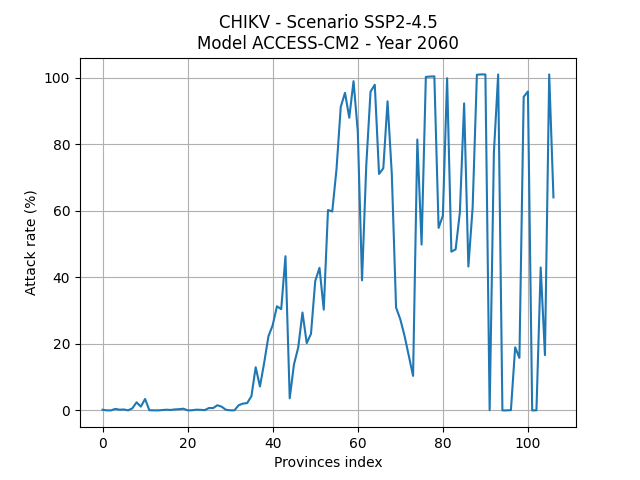 CHIKV - Scenario SSP2-4.5
Model ACCESS-CM2 - Year 2060
Attack rate (%)
100
80
60
40
20
0
0 20 40 60 80 100
Provinces index